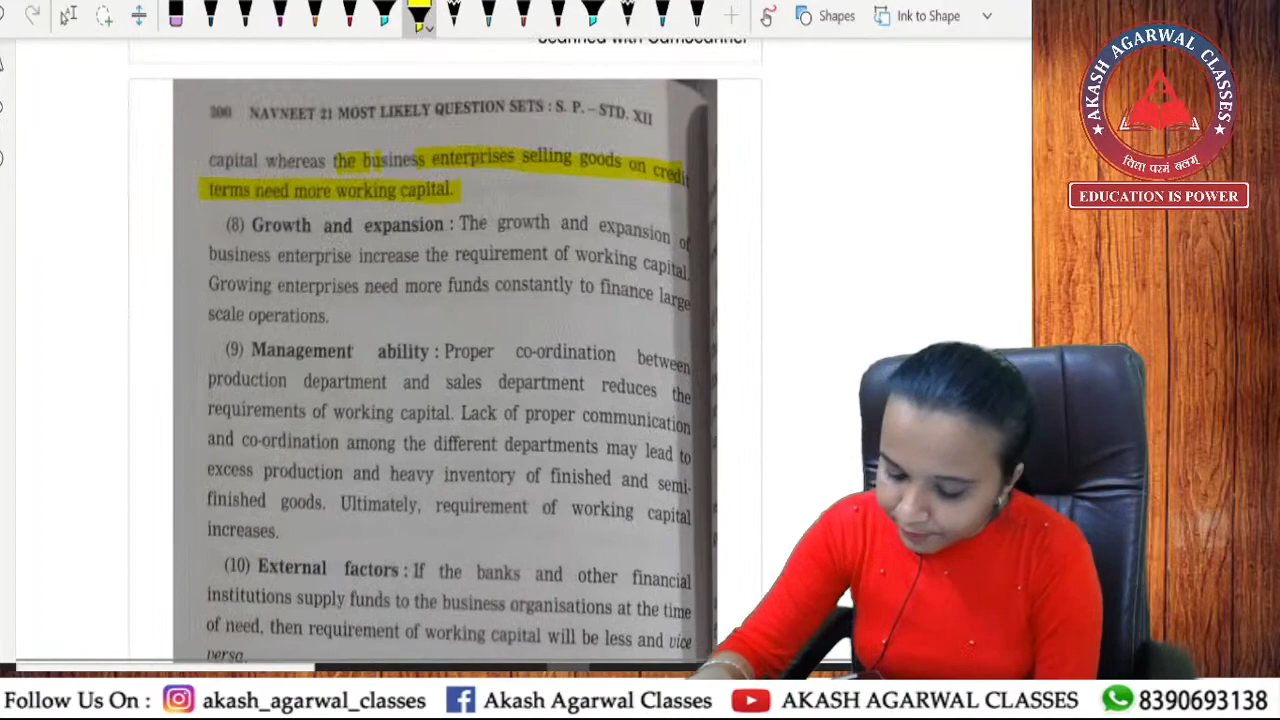 Shapes
Ink to Shape
Scanned with CamScanner
300 NAVNEET 21 MOST LIKELY QUESTION SETS : S. P. – STD. XII
capital whereas the business enterprises selling goods on credit
terms need more working capital.
(8) Growth and expansion : The growth and expansion of
business enterprise increase the requirement of working capital.
Growing enterprises need more funds constantly to finance large
scale operations.
(9) Management ability : Proper co-ordination between
production department and sales department reduces the
requirements of working capital. Lack of proper communication
and co-ordination among the different departments may lead to
excess production and heavy inventory of finished and semi-
finished goods. Ultimately, requirement of working capital
increases.
(10) External factors : If the banks and other financial
institutions supply funds to the business organisations at the time
of need, then requirement of working capital will be less and vice
versa.
AKASH AGARWAL CLASSES
विद्या परमं बलम्
EDUCATION IS POWER
Follow Us On :
akash_agarwal_classes
Akash Agarwal Classes
AKASH AGARWAL CLASSES
8390693138